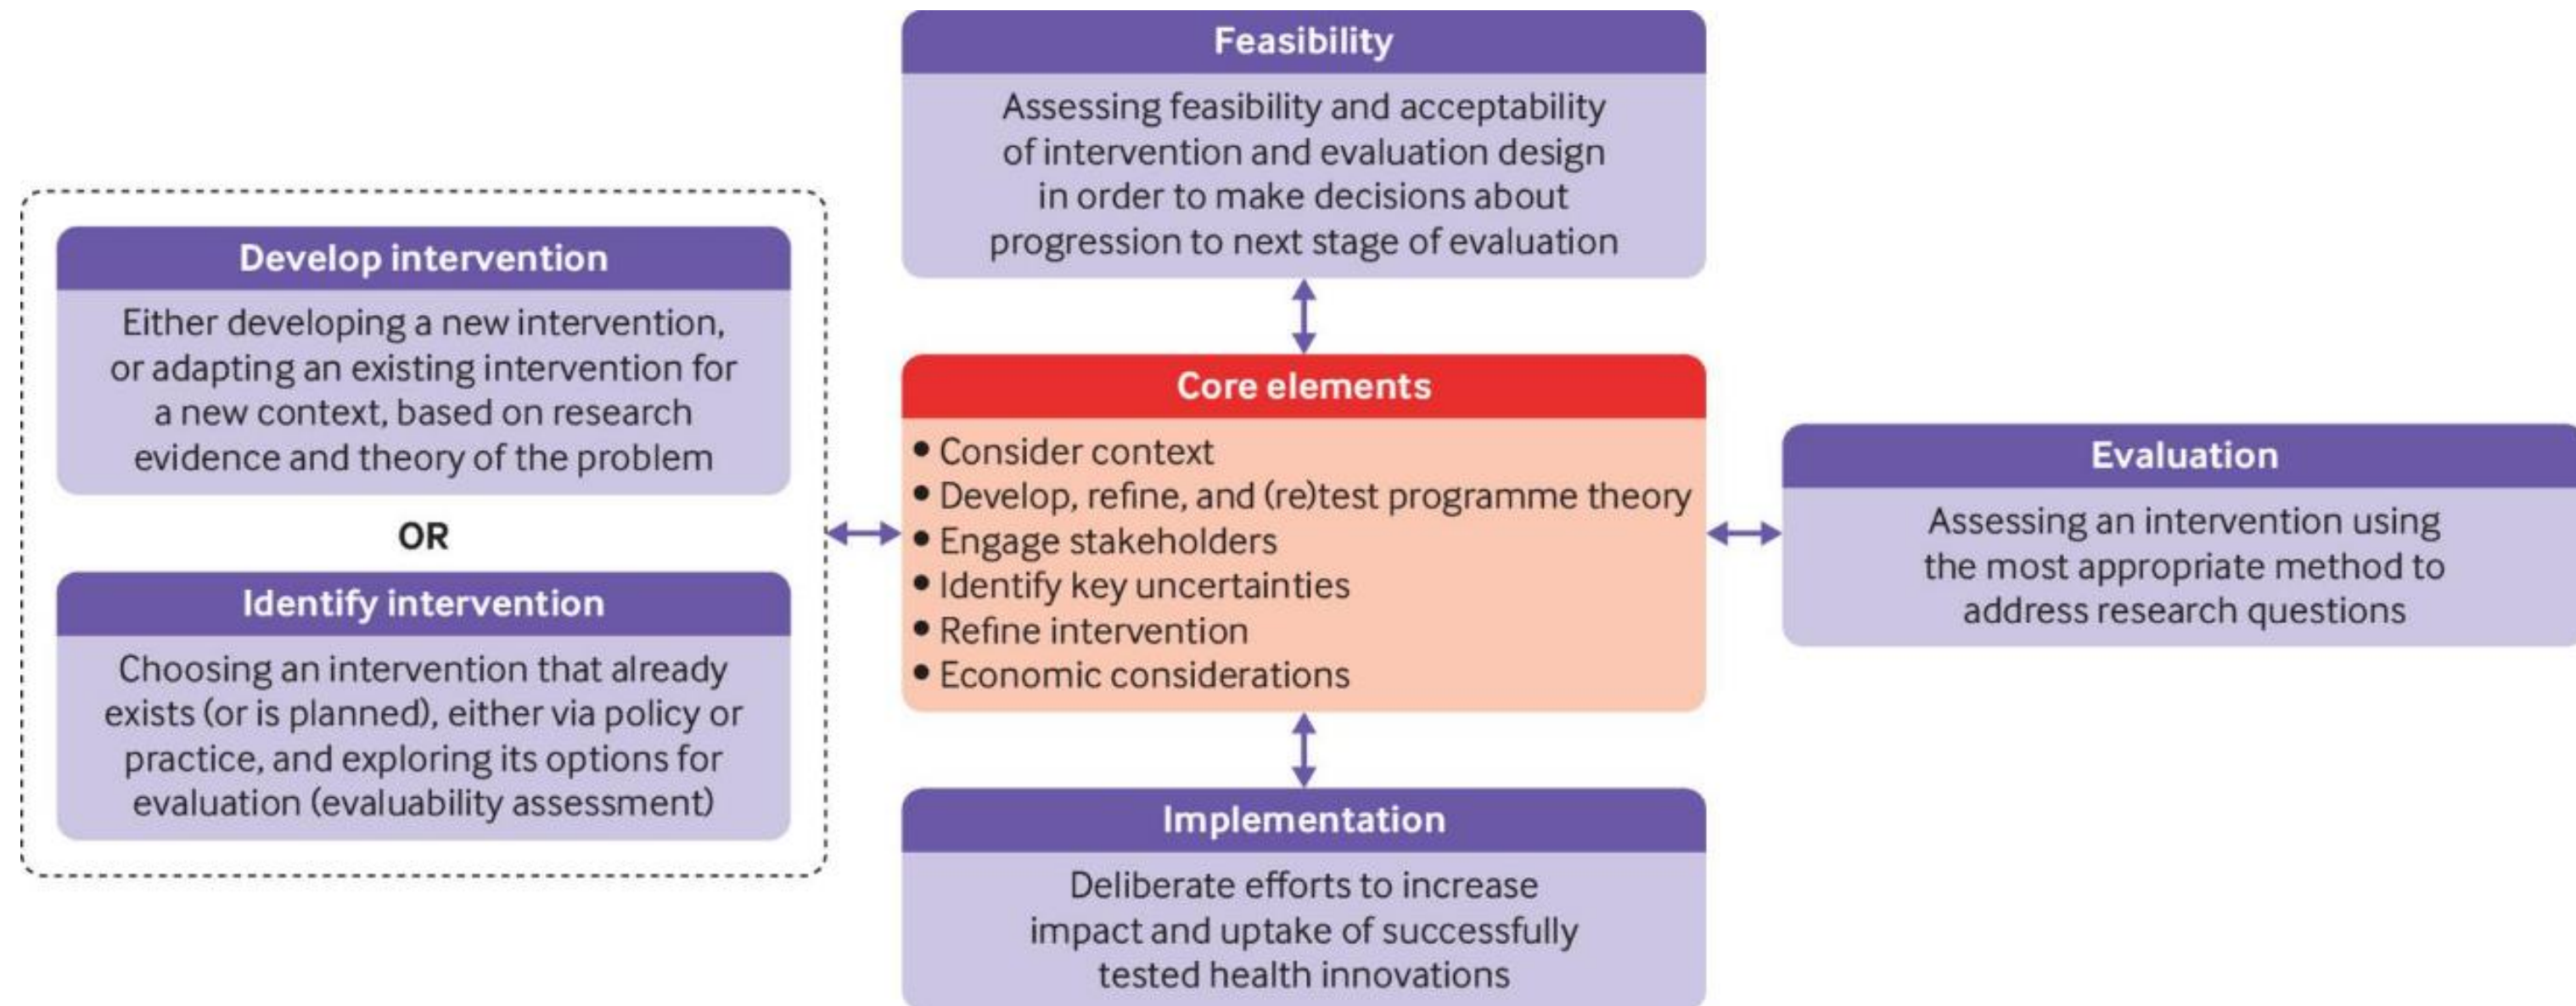 Feasibility
Assessing feasibility and acceptability
of intervention and evaluation design
in order to make decisions about
progression to next stage of evaluation
Develop intervention
Either developing a new intervention,
or adapting an existing intervention for
a new context, based on research
evidence and theory of the problem
OR
Identify intervention
Choosing an intervention that already
exists (or is planned), either via policy or
practice, and exploring its options for
evaluation (evaluability assessment)
Core elements
• Consider context
• Develop, refine, and (re)test programme theory
• Engage stakeholders
• Identify key uncertainties
• Refine intervention
• Economic considerations
Evaluation
Assessing an intervention using
the most appropriate method to
address research questions
Implementation
Deliberate efforts to increase
impact and uptake of successfully
tested health innovations